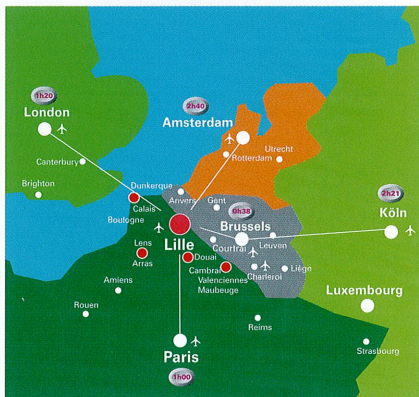 1h20
London
2h40
Amsterdam
Utrecht
Rotterdam
Canterbury
Brighton
Dunkerque
Calais
Boulogne
Anvers
Gent
0h38
Brussels
2h21
Köln
Lille
Courtrai
Leuven
Lens
Arras
Douai
Cambrai
Valenciennes
Maubeuge
Charleroi
Liège
Luxembourg
Amiens
Rouen
Reims
Strasbourg
Paris
1h00